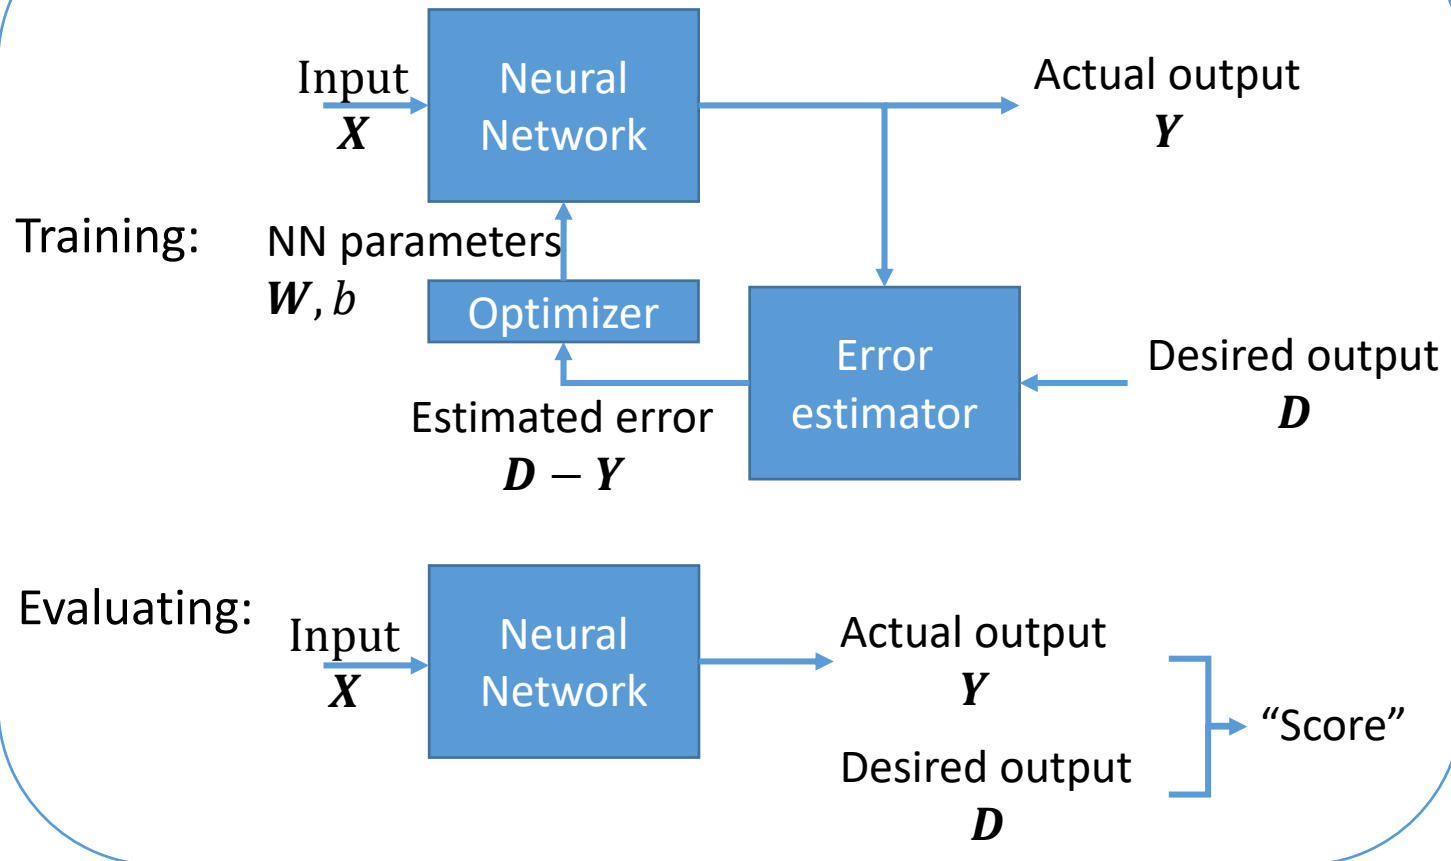 Input
X
Neural
Network
Actual output
Y
Training:
NN parameters
W, b
Optimizer
Error
estimator
Desired output
D
Estimated error
D − Y
Evaluating:
Input
X
Neural
Network
Actual output
Y
Desired output
D
“Score”